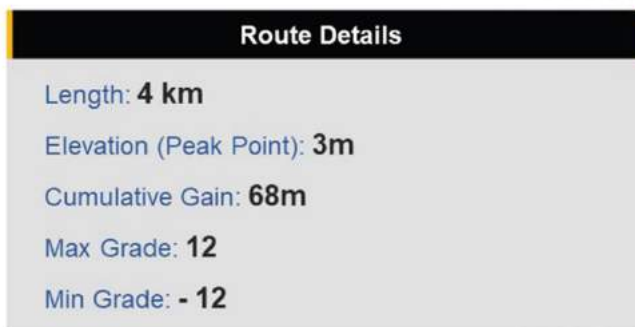 Route Details
Length: 4 km
Elevation (Peak Point): 3m
Cumulative Gain: 68m
Max Grade: 12
Min Grade: - 12